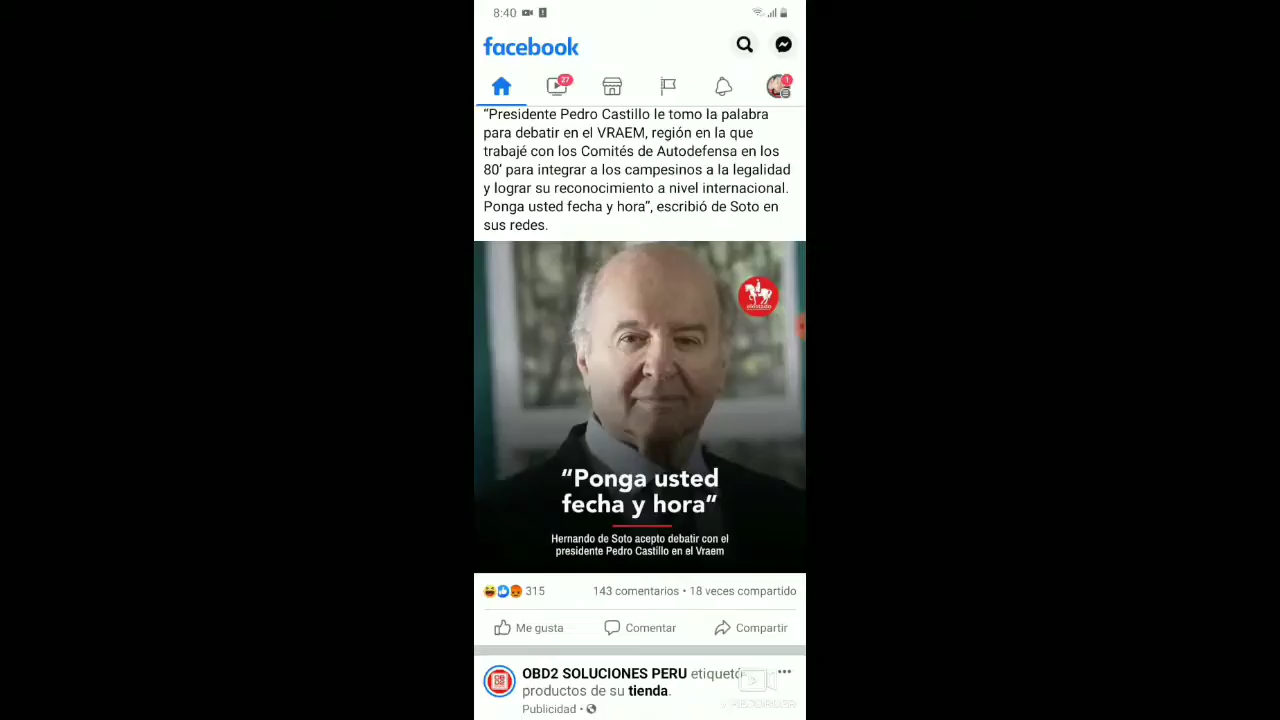 8:40
facebook
27
1
“Presidente Pedro Castillo le tomo la palabra
para debatir en el VRAEM, región en la que
trabajé con los Comités de Autodefensa en los
80’ para integrar a los campesinos a la legalidad
y lograr su reconocimiento a nivel internacional.
Ponga usted fecha y hora“, escribió de Soto en
sus redes.
“Ponga usted
fecha y hora“
Hernando de Soto acepto debatir con el
presidente Pedro Castillo en el Vraem
315
143 comentarios • 18 veces compartido
Me gusta
Comentar
Compartir
OBD2 SOLUCIONES PERU etiquetó
productos de su tienda.
Publicidad •